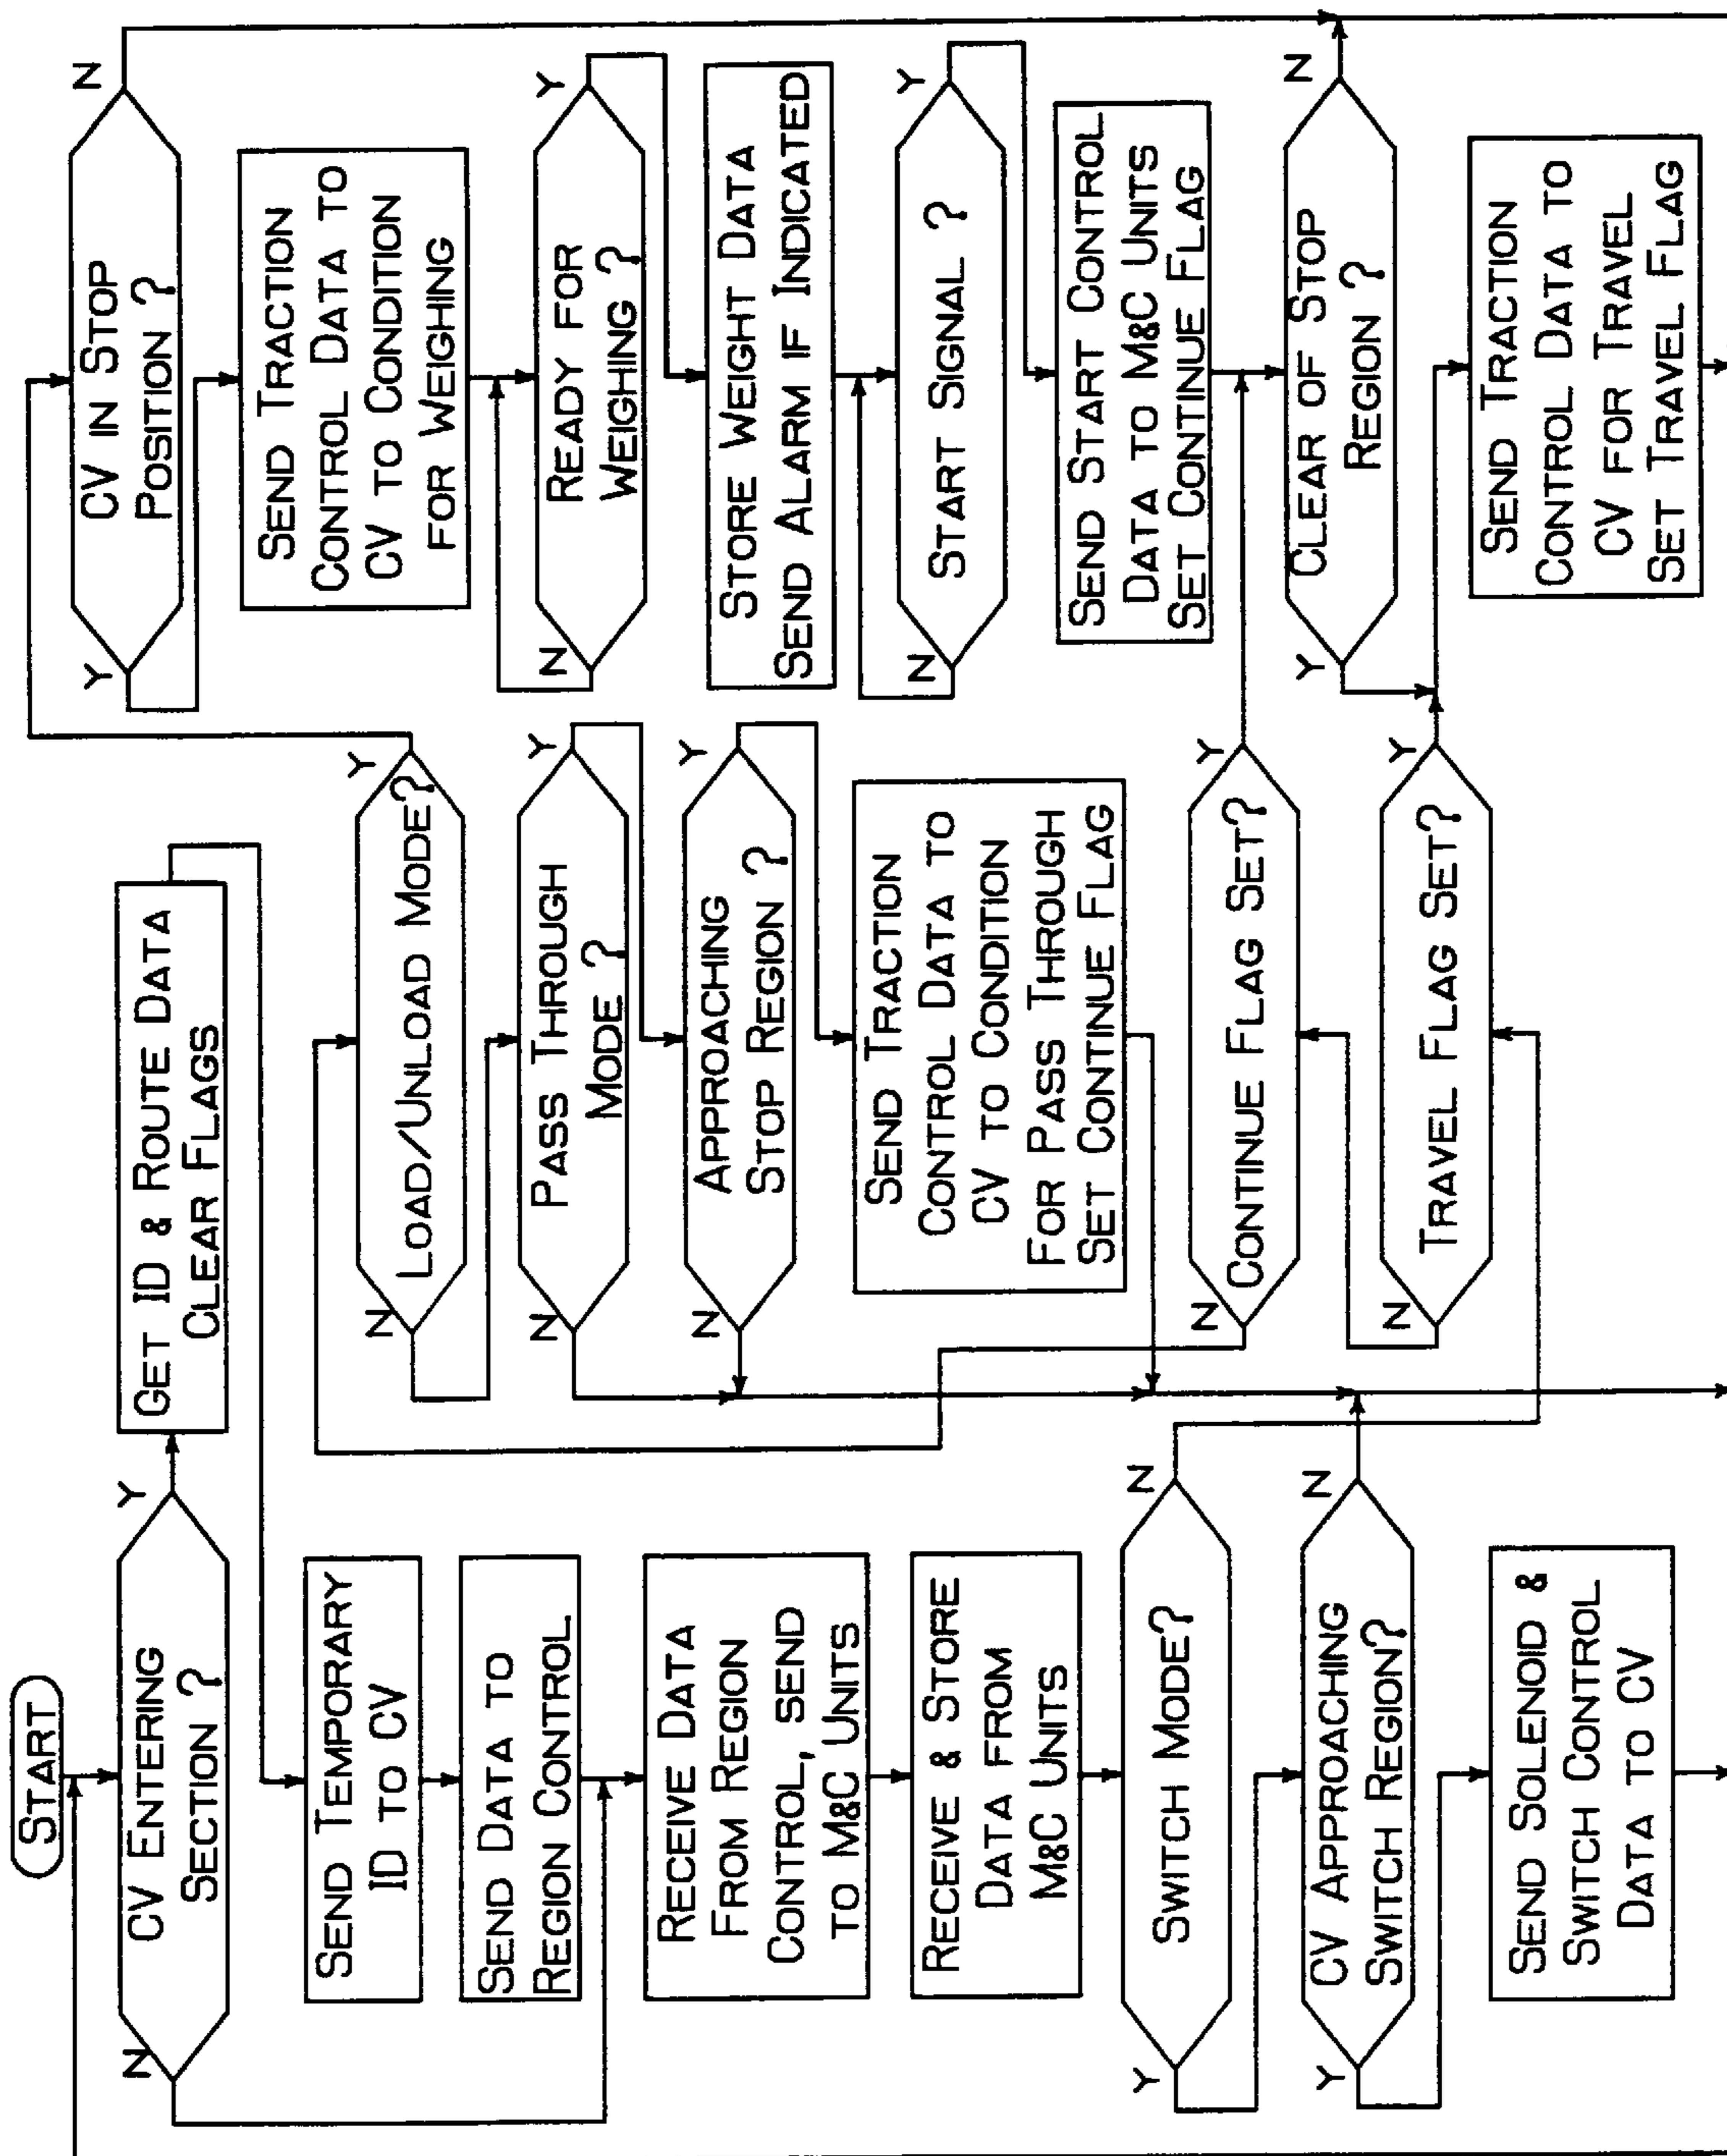 START
CV ENTERING
SECTION ?
Y
N
GET ID & ROUTE DATA
CLEAR FLAGS
SEND TEMPORARY
ID TO CV
SEND DATA TO
REGION CONTROL
RECEIVE DATA
FROM REGION
CONTROL, SEND
TO M&C UNITS
RECEIVE & STORE
DATA FROM
M&C UNITS
SWITCH MODE?
Y
N
CV APPROACHING
SWITCH REGION?
Y
N
SEND SOLENOID &
SWITCH CONTROL
DATA TO CV
LOAD/UNLOAD MODE?
N
Y
PASS THROUGH
MODE ?
N
Y
APPROACHING
STOP REGION ?
N
Y
SEND TRACTION
CONTROL DATA TO
CV TO CONDITION
FOR PASS THROUGH
SET CONTINUE FLAG
CONTINUE FLAG SET?
N
Y
TRAVEL FLAG SET?
N
Y
CV IN STOP
POSITION ?
Y
N
SEND TRACTION
CONTROL DATA TO
CV TO CONDITION
FOR WEIGHING
READY FOR
WEIGHING ?
N
Y
STORE WEIGHT DATA
SEND ALARM IF INDICATED
START SIGNAL ?
N
Y
SEND START CONTROL
DATA TO M&C UNITS
SET CONTINUE FLAG
CLEAR OF STOP
REGION ?
Y
N
SEND TRACTION
CONTROL DATA TO
CV FOR TRAVEL
SET TRAVEL FLAG